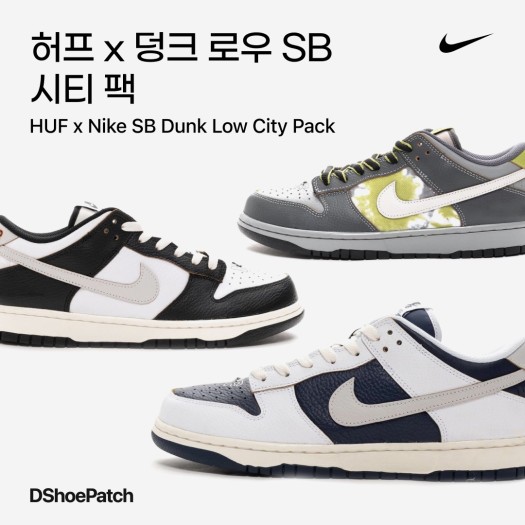 허프 x 덩크 로우 SB
시티 팩
HUF x Nike SB Dunk Low City Pack
DShoePatch